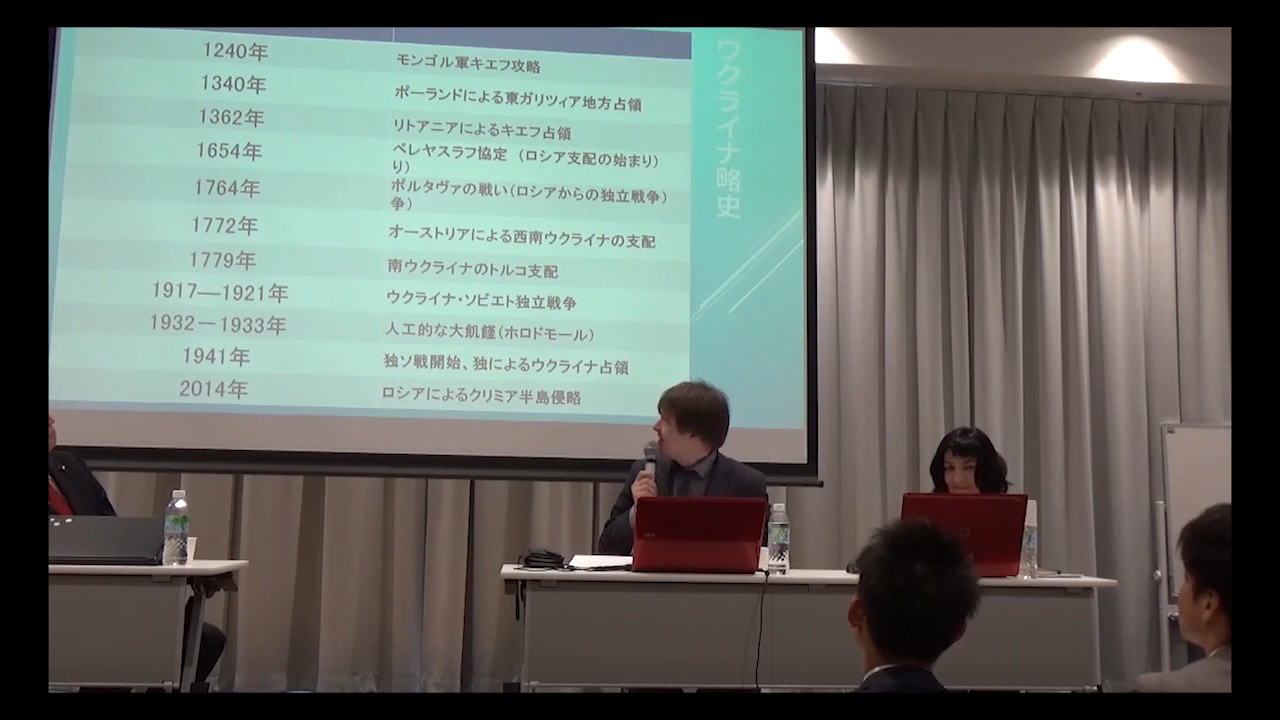 ウクライナ略史
1240年 モンゴル軍キエフ攻略
1340年 ポーランドによる東ガリツィア地方占領
1362年 リトアニアによるキエフ占領
1654年 ペレヤスラフ協定 (ロシア支配の始まり)
り)
1764年 ポルタヴァの戦い(ロシアからの独立戦争)
争)
1772年 オーストリアによる西南ウクライナの支配
1779年 南ウクライナのトルコ支配
1917―1921年 ウクライナ・ソビエト独立戦争
1932－1933年 人工的な大飢饉(ホロドモール)
1941年 独ソ戦開始、独によるウクライナ占領
2014年 ロシアによるクリミア半島侵略